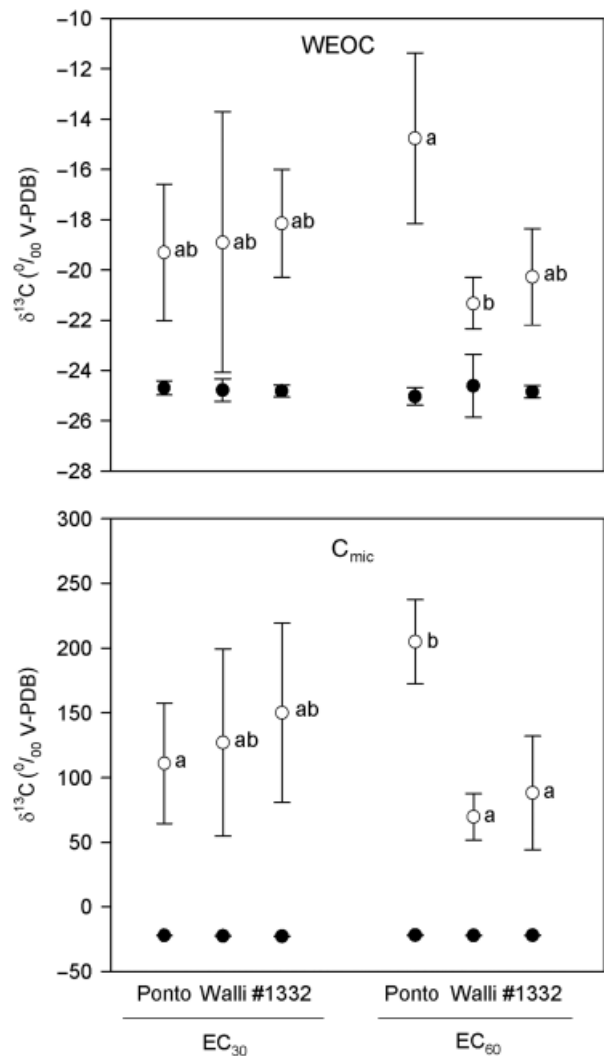 WEOC
δ¹³C (⁰/₀₀ V-PDB)
−10
−12
−14
−16
−18
−20
−22
−24
−26
−28
ab ab ab a b ab
C_mic
δ¹³C (⁰/₀₀ V-PDB)
300
250
200
150
100
50
0
−50
a ab ab b a a
Ponto Walli #1332 Ponto Walli #1332
EC₃₀ EC₆₀